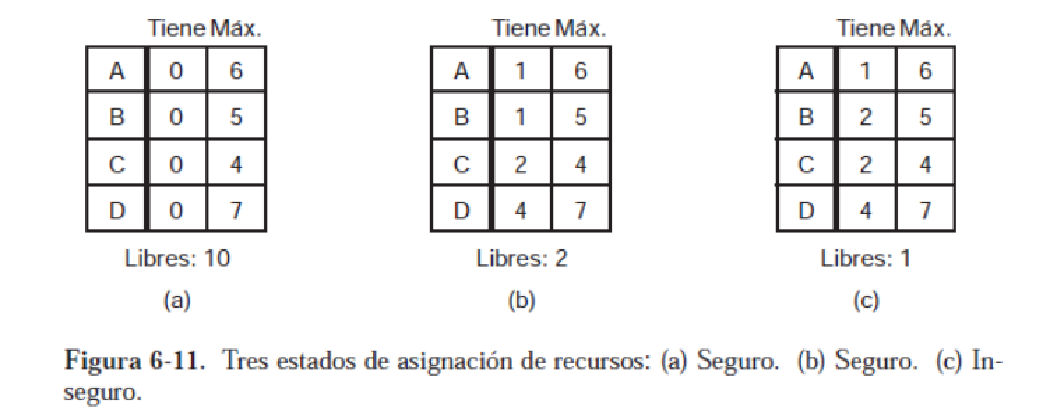 Tiene Máx.
A 0 6
B 0 5
C 0 4
D 0 7
Libres: 10
(a)
Tiene Máx.
A 1 6
B 1 5
C 2 4
D 4 7
Libres: 2
(b)
Tiene Máx.
A 1 6
B 2 5
C 2 4
D 4 7
Libres: 1
(c)
Figura 6-11. Tres estados de asignación de recursos: (a) Seguro. (b) Seguro. (c) In-
seguro.